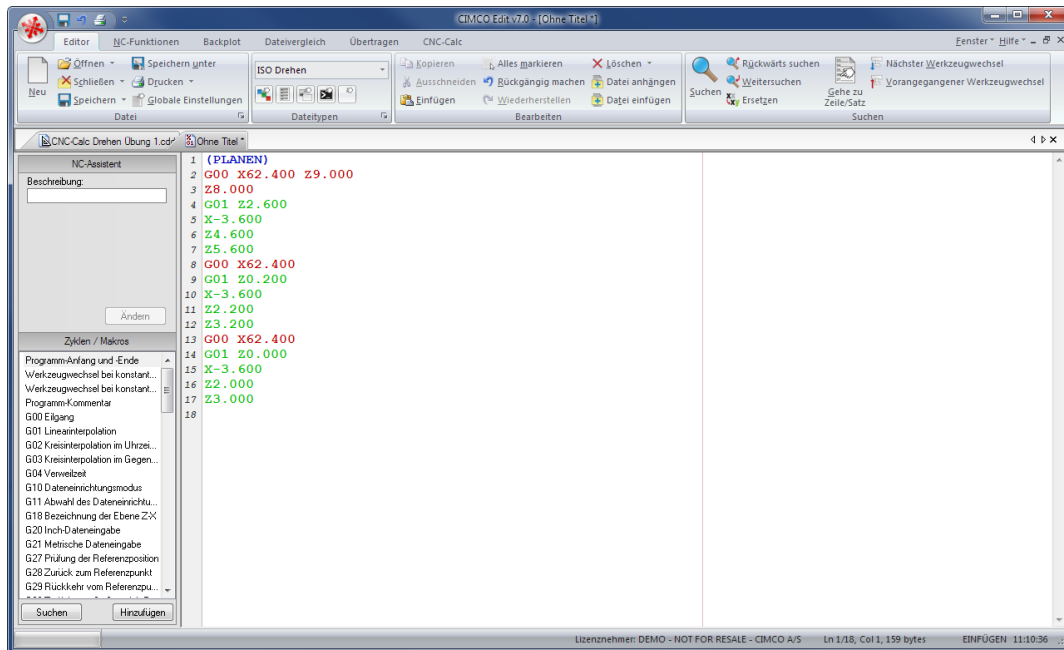 CIMCO Edit v7.0 - [Ohne Titel *]
Editor NC-Funktionen Backplot Dateivergleich Übertragen CNC-Calc Fenster Hilfe
Neu
Öffnen Speichern unter
Schließen Drucken
Speichern Globale Einstellungen
Datei
ISO Drehen
Dateitypen
Kopieren Alles markieren Löschen
Ausschneiden Rückgängig machen Datei anhängen
Einfügen Wiederherstellen Datei einfügen
Bearbeiten
Suchen
Rückwärts suchen
Weitersuchen
Ersetzen
Gehe zu
Zeile/Satz
Nächster Werkzeugwechsel
Vorangegangener Werkzeugwechsel
Suchen
CNC-Calc Drehen Übung 1.cdd* Ohne Titel *
NC-Assistent
Beschreibung:
Ändern
Zyklen / Makros
Programm-Anfang und -Ende
Werkzeugwechsel bei konstant...
Werkzeugwechsel bei konstant...
Programm-Kommentar
G00 Eilgang
G01 Linearinterpolation
G02 Kreisinterpolation im Uhrzei...
G03 Kreisinterpolation im Gegen...
G04 Verweilzeit
G10 Dateneinrichtungsmodus
G11 Abwahl des Dateneinrichtu...
G18 Bezeichnung der Ebene Z-X
G20 Inch-Dateneingabe
G21 Metrische Dateneingabe
G27 Prüfung der Referenzposition
G28 Zurück zum Referenzpunkt
G29 Rückkehr vom Referenzpu...
Suchen Hinzufügen
1 (PLANEN)
2 G00 X62.400 Z9.000
3 Z8.000
4 G01 Z2.600
5 X-3.600
6 Z4.600
7 Z5.600
8 G00 X62.400
9 G01 Z0.200
10 X-3.600
11 Z2.200
12 Z3.200
13 G00 X62.400
14 G01 Z0.000
15 X-3.600
16 Z2.000
17 Z3.000
18
Lizenznehmer: DEMO - NOT FOR RESALE - CIMCO A/S Ln 1/18, Col 1, 159 bytes EINFÜGEN 11:10:36